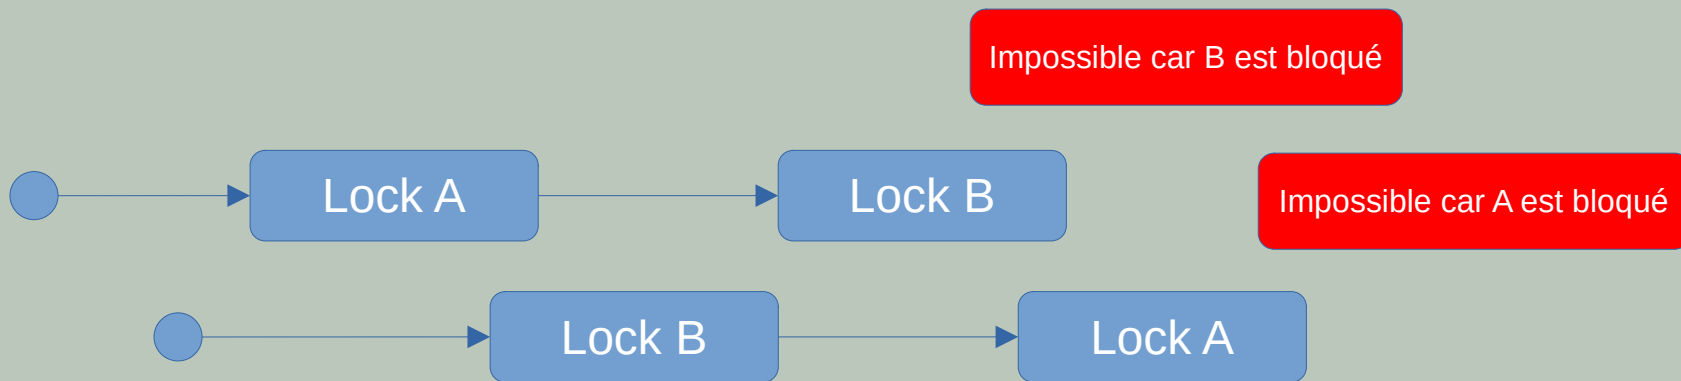 Impossible car B est bloqué
Lock A
Lock B
Impossible car A est bloqué
Lock B
Lock A